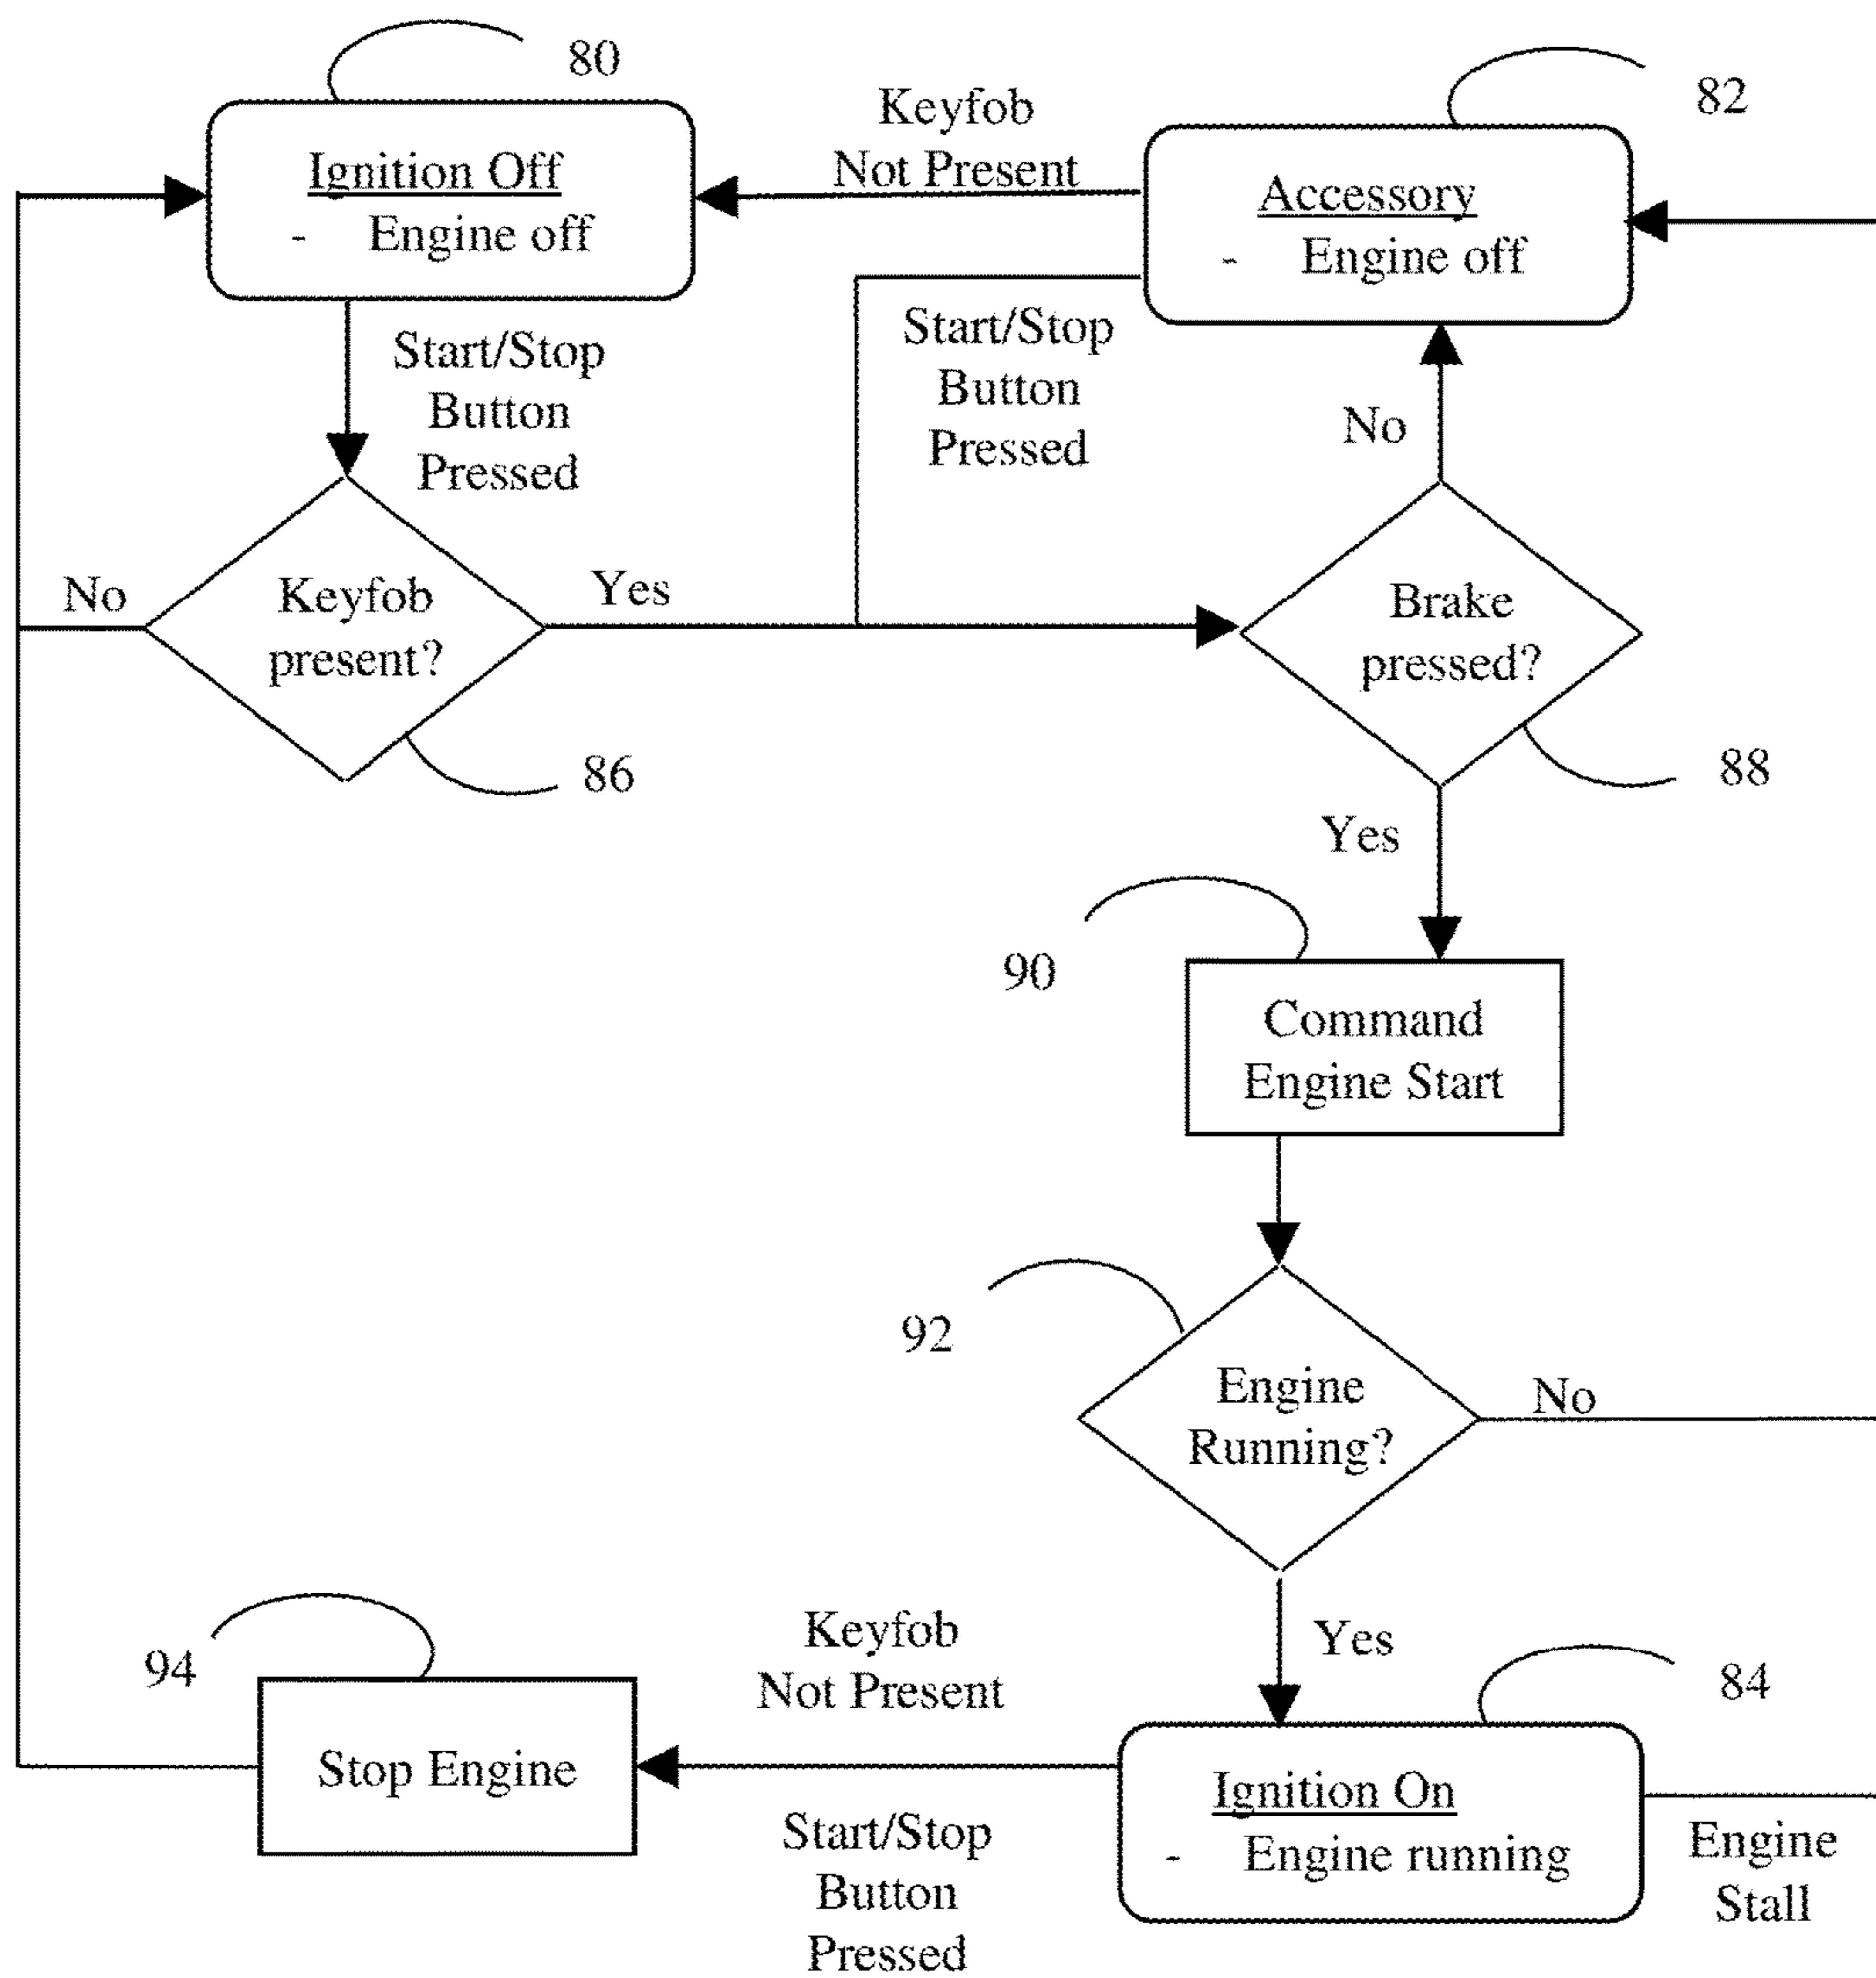 80
Ignition Off
- Engine off
Keyfob
Not Present
82
Accessory
- Engine off
Start/Stop
Button
Pressed
Start/Stop
Button
Pressed
No
No
Keyfob
present?
Yes
Brake
pressed?
86
88
Yes
90
Command
Engine Start
92
Engine
Running?
No
Yes
94
Stop Engine
Keyfob
Not Present
Start/Stop
Button
Pressed
84
Ignition On
- Engine running
Engine
Stall